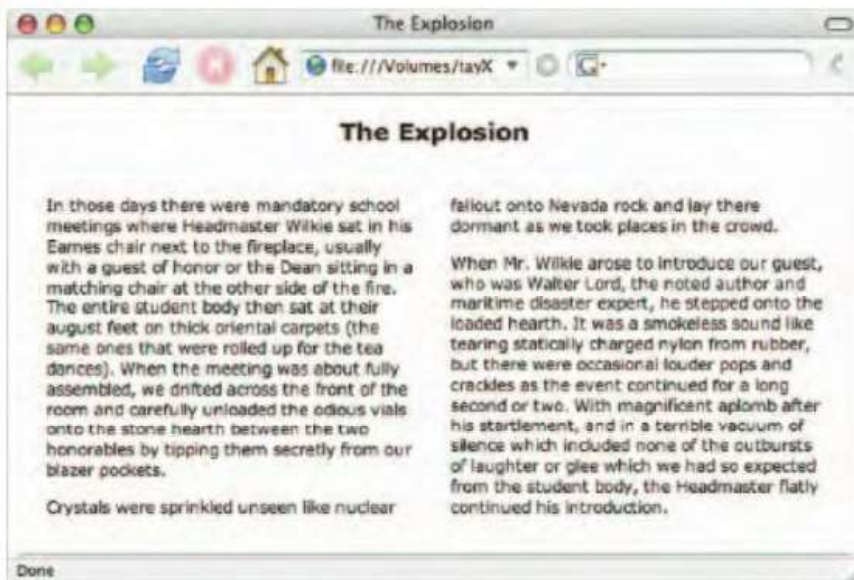 The Explosion
file:///Volumes/tayX
G
The Explosion
In those days there were mandatory school
meetings where Headmaster Wilkie sat in his
Eames chair next to the fireplace, usually
with a guest of honor or the Dean sitting in a
matching chair at the other side of the fire.
The entire student body then sat at their
august feet on thick oriental carpets (the
same ones that were rolled up for the tea
dances). When the meeting was about fully
assembled, we drifted across the front of the
room and carefully unloaded the odious vials
onto the stone hearth between the two
honorables by tipping them secretly from our
blazer pockets.
Crystals were sprinkled unseen like nuclear
fallout onto Nevada rock and lay there
dormant as we took places in the crowd.
When Mr. Wilkie arose to introduce our guest,
who was Walter Lord, the noted author and
maritime disaster expert, he stepped onto the
loaded hearth. It was a smokeless sound like
tearing statically charged nylon from rubber,
but there were occasional louder pops and
crackles as the event continued for a long
second or two. With magnificent aplomb after
his startlement, and in a terrible vacuum of
silence which included none of the outbursts
of laughter or glee which we had so expected
from the student body, the Headmaster flatly
continued his introduction.
Done